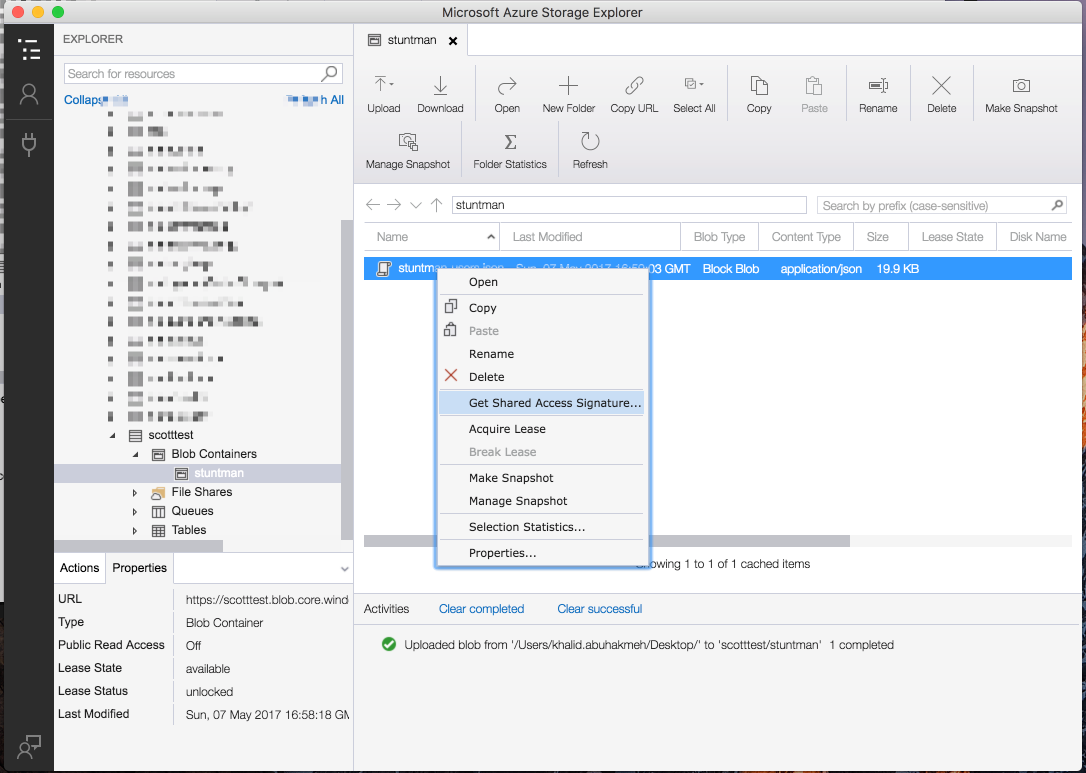 Microsoft Azure Storage Explorer
EXPLORER
Search for resources
Collaps
h All
scotttest
Blob Containers
stuntman
File Shares
Queues
Tables
Actions
Properties
URL
https://scotttest.blob.core.wind
Type
Blob Container
Public Read Access
Off
Lease State
available
Lease Status
unlocked
Last Modified
Sun, 07 May 2017 16:58:18 GM
stuntman
Upload
Download
Open
New Folder
Copy URL
Select All
Copy
Paste
Rename
Delete
Make Snapshot
Manage Snapshot
Folder Statistics
Refresh
stuntman
Search by prefix (case-sensitive)
Name
Last Modified
Blob Type
Content Type
Size
Lease State
Disk Name
stuntman-users.json
Sun, 07 May 2017 16:59:03 GMT
Block Blob
application/json
19.9 KB
Open
Copy
Paste
Rename
Delete
Get Shared Access Signature...
Acquire Lease
Break Lease
Make Snapshot
Manage Snapshot
Selection Statistics...
Properties...
howing 1 to 1 of 1 cached items
Activities
Clear completed
Clear successful
Uploaded blob from '/Users/khalid.abuhakmeh/Desktop/' to 'scotttest/stuntman' 1 completed